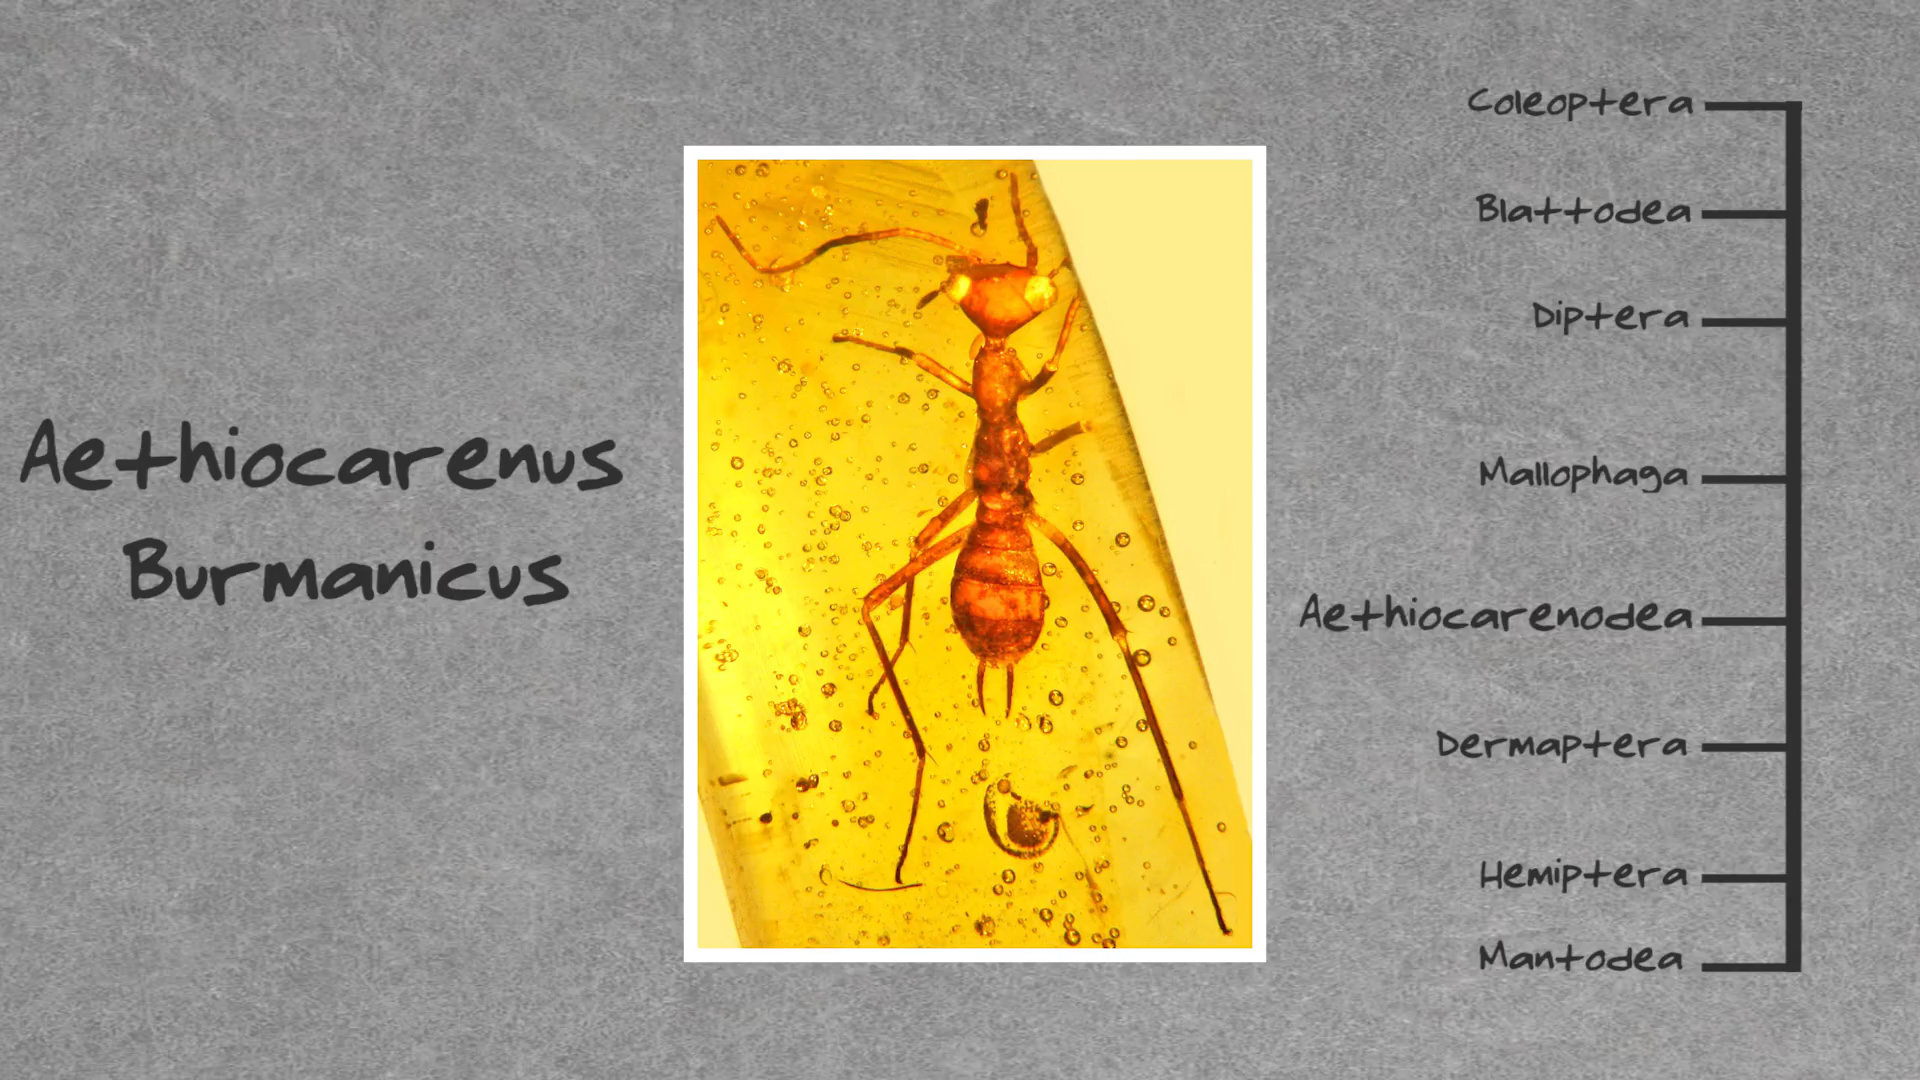 Aethiocarenus
Burmanicus
Coleoptera
Blattodea
Diptera
Mallophaga
Aethiocarenodea
Dermaptera
Hemiptera
Mantodea